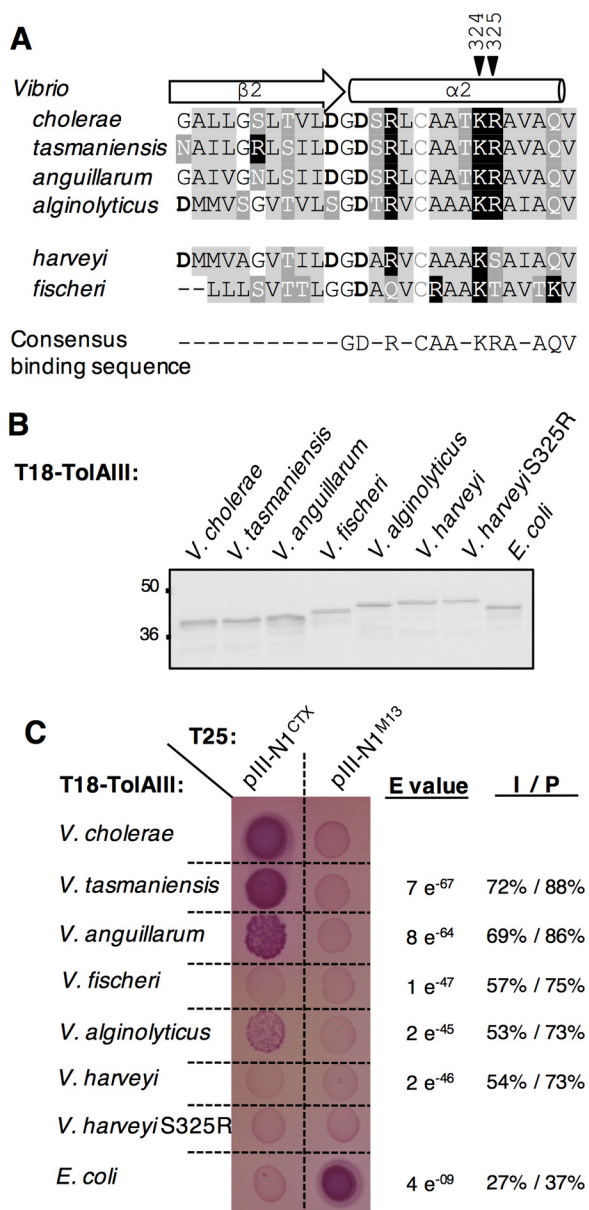 A
324
325
Vibrio β2 α2
cholerae GALLGSLTVLDGDSRLCAATKRAVAQV
tasmaniensis NAILGRLSILDGDSRLCAATKRAVAQV
anguillarum GAIVGNLSIIDGDTRLCAATKRAVAQV
alginolyticus DMMVSGVTVLSGDTRVCAAAKRAIAQV
harveyi DMMVAGVTILDGDARVCAAAKSAIAQV
fischeri --LLLSVTTLGGDAQVCRAAKTAVTKV
Consensus -----------GD-R-CAA-KRA-AQV
binding sequence
B
T18-TolAIII:
V. cholerae
V. tasmaniensis
V. anguillarum
V. fischeri
V. alginolyticus
V. harveyi
V. harveyi S325R
E. coli
50
36
C
T25: pIII-N1CTX pIII-N1M13
T18-TolAIII: E value I / P
V. cholerae
V. tasmaniensis 7 e-67 72% / 88%
V. anguillarum 8 e-64 69% / 86%
V. fischeri 1 e-47 57% / 75%
V. alginolyticus 2 e-45 53% / 73%
V. harveyi 2 e-46 54% / 73%
V. harveyi S325R
E. coli 4 e-09 27% / 37%